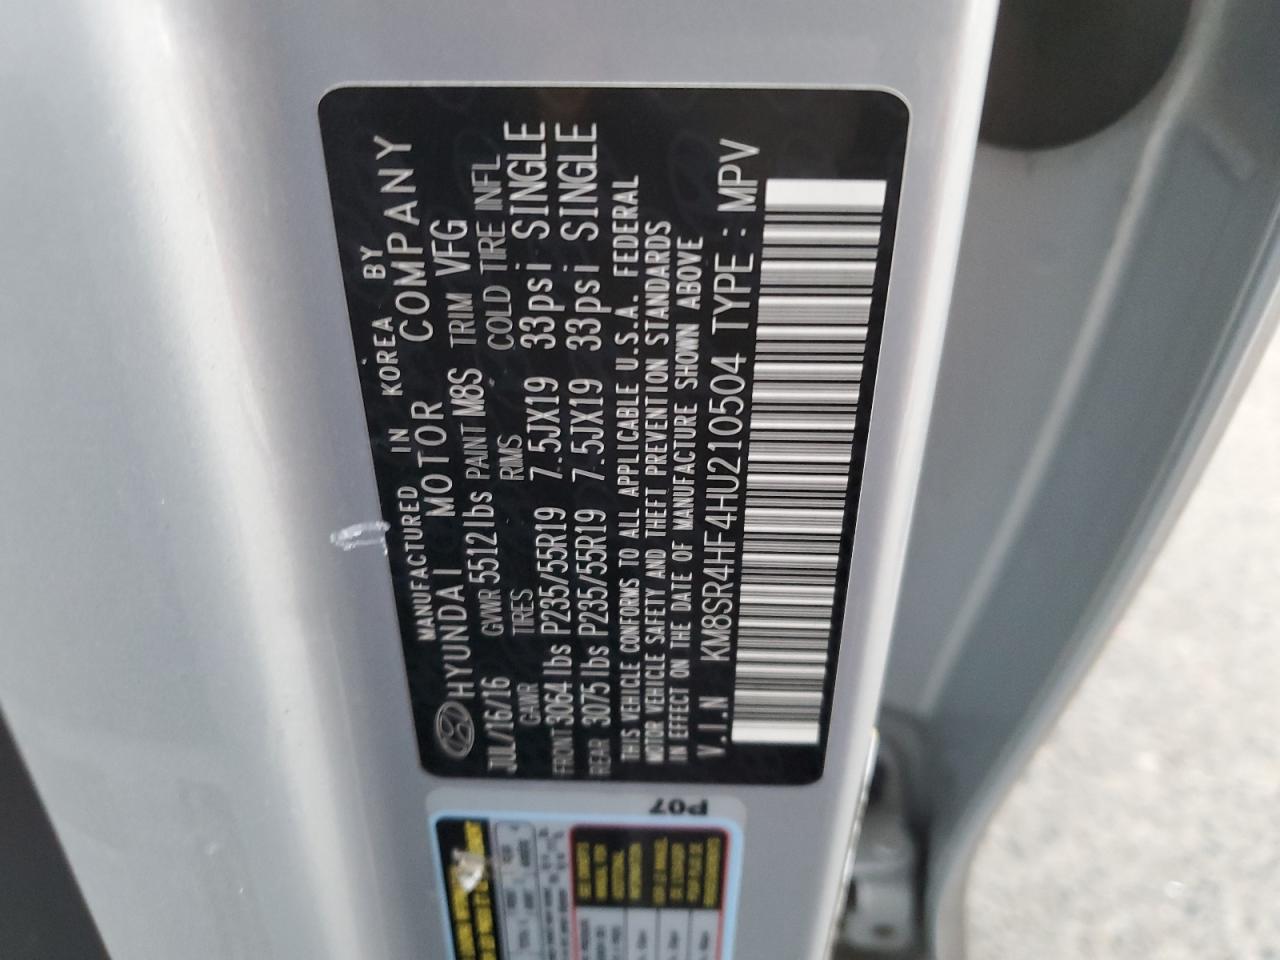 MANUFACTURED IN KOREA BY
HYUNDAI MOTOR COMPANY
JUL/16/16 GVWR 5512lbs PAINT M8S TRIM VFG
GAWR TIRES RIMS COLD TIRE INFL
FRONT 3064lbs P235/55R19 7.5JX19 33psi SINGLE
REAR 3075lbs P235/55R19 7.5JX19 33psi SINGLE
THIS VEHICLE CONFORMS TO ALL APPLICABLE U.S.A. FEDERAL
MOTOR VEHICLE SAFETY AND THEFT PREVENTION STANDARDS
IN EFFECT ON THE DATE OF MANUFACTURE SHOWN ABOVE
V.I.N KM8SR4HF4HU210504 TYPE : MPV
P07